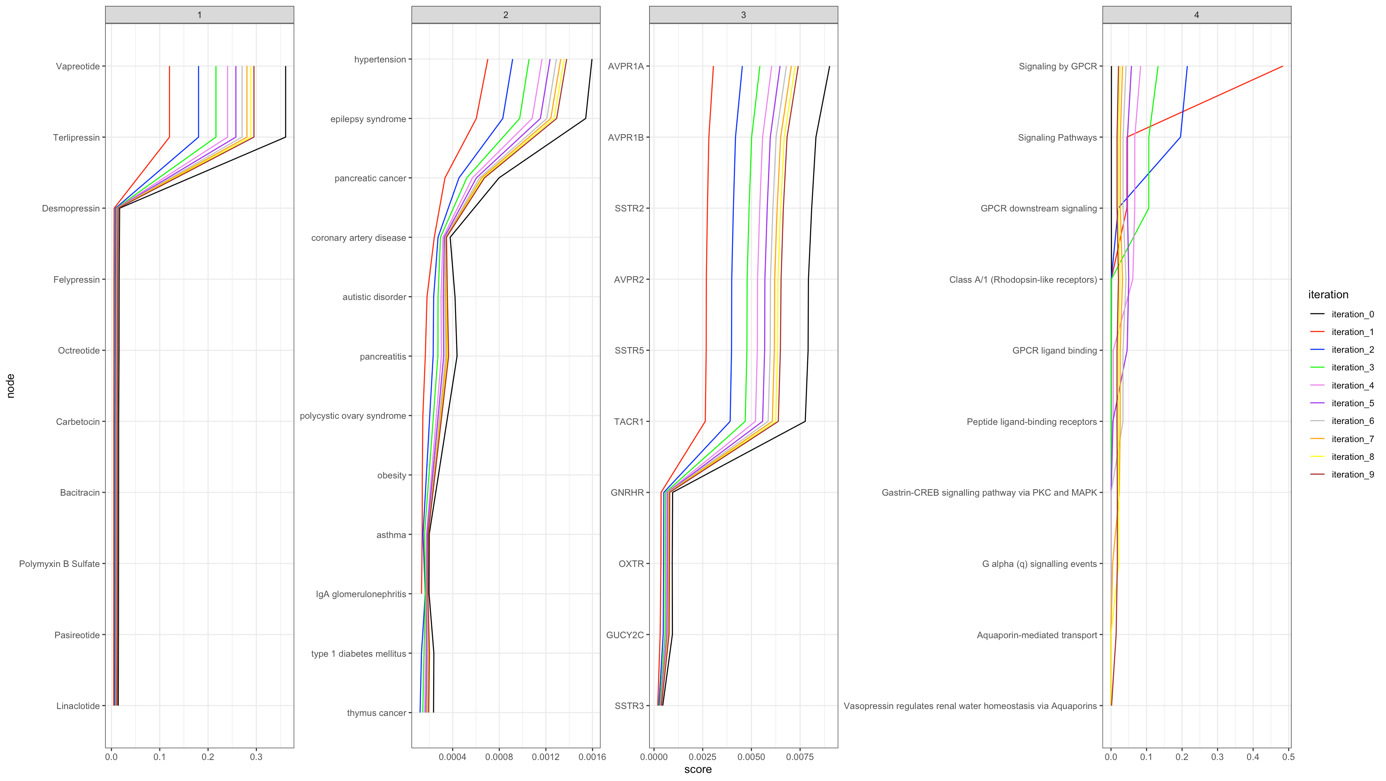 1
2
3
4
node
Vapreotide
Terlipressin
Desmopressin
Felypressin
Octreotide
Carbetocin
Bacitracin
Polymyxin B Sulfate
Pasireotide
Linaclotide
0.0
0.1
0.2
0.3
hypertension
epilepsy syndrome
pancreatic cancer
coronary artery disease
autistic disorder
pancreatitis
polycystic ovary syndrome
obesity
asthma
IgA glomerulonephritis
type 1 diabetes mellitus
thymus cancer
0.0004
0.0008
0.0012
0.0016
AVPR1A
AVPR1B
SSTR2
AVPR2
SSTR5
TACR1
GNRHR
OXTR
GUCY2C
SSTR3
0.0000
0.0025
0.0050
0.0075
Signaling by GPCR
Signaling Pathways
GPCR downstream signaling
Class A/1 (Rhodopsin-like receptors)
GPCR ligand binding
Peptide ligand-binding receptors
Gastrin-CREB signalling pathway via PKC and MAPK
G alpha (q) signalling events
Aquaporin-mediated transport
Vasopressin regulates renal water homeostasis via Aquaporins
0.0
0.1
0.2
0.3
0.4
0.5
score
iteration
iteration_0
iteration_1
iteration_2
iteration_3
iteration_4
iteration_5
iteration_6
iteration_7
iteration_8
iteration_9